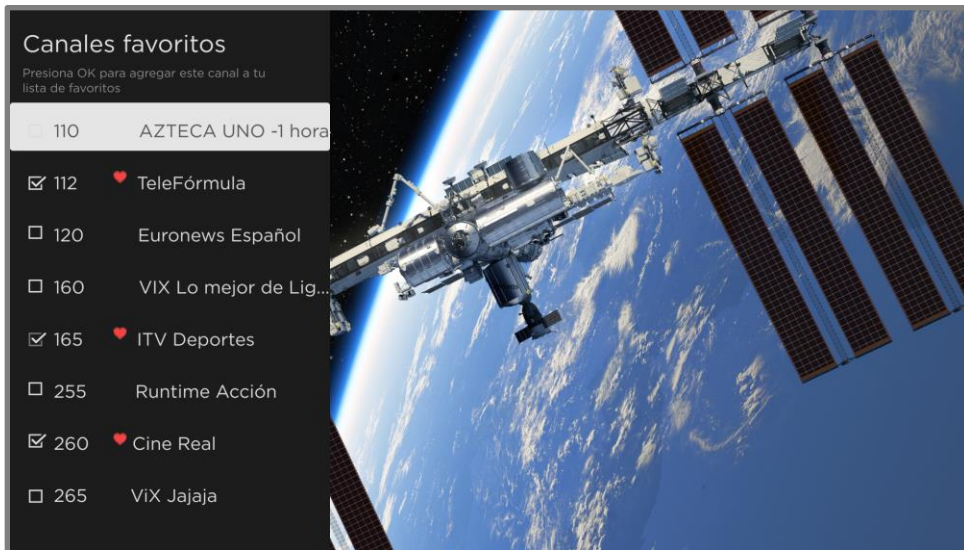 Canales favoritos
Presiona OK para agregar este canal a tu
lista de favoritos
110 AZTECA UNO -1 hora
112 TeleFórmula
120 Euronews Español
160 VIX Lo mejor de Lig...
165 ITV Deportes
255 Runtime Acción
260 Cine Real
265 ViX Jajaja